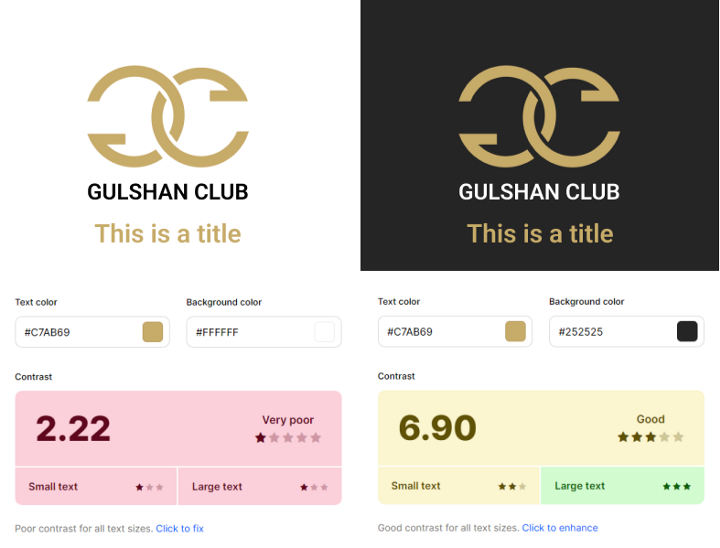 GULSHAN CLUB
This is a title
Text color
Background color
#C7AB69
#FFFFFF
Contrast
2.22
Very poor
Small text
Large text
Poor contrast for all text sizes. Click to fix
GULSHAN CLUB
This is a title
Text color
Background color
#C7AB69
#252525
Contrast
6.90
Good
Small text
Large text
Good contrast for all text sizes. Click to enhance